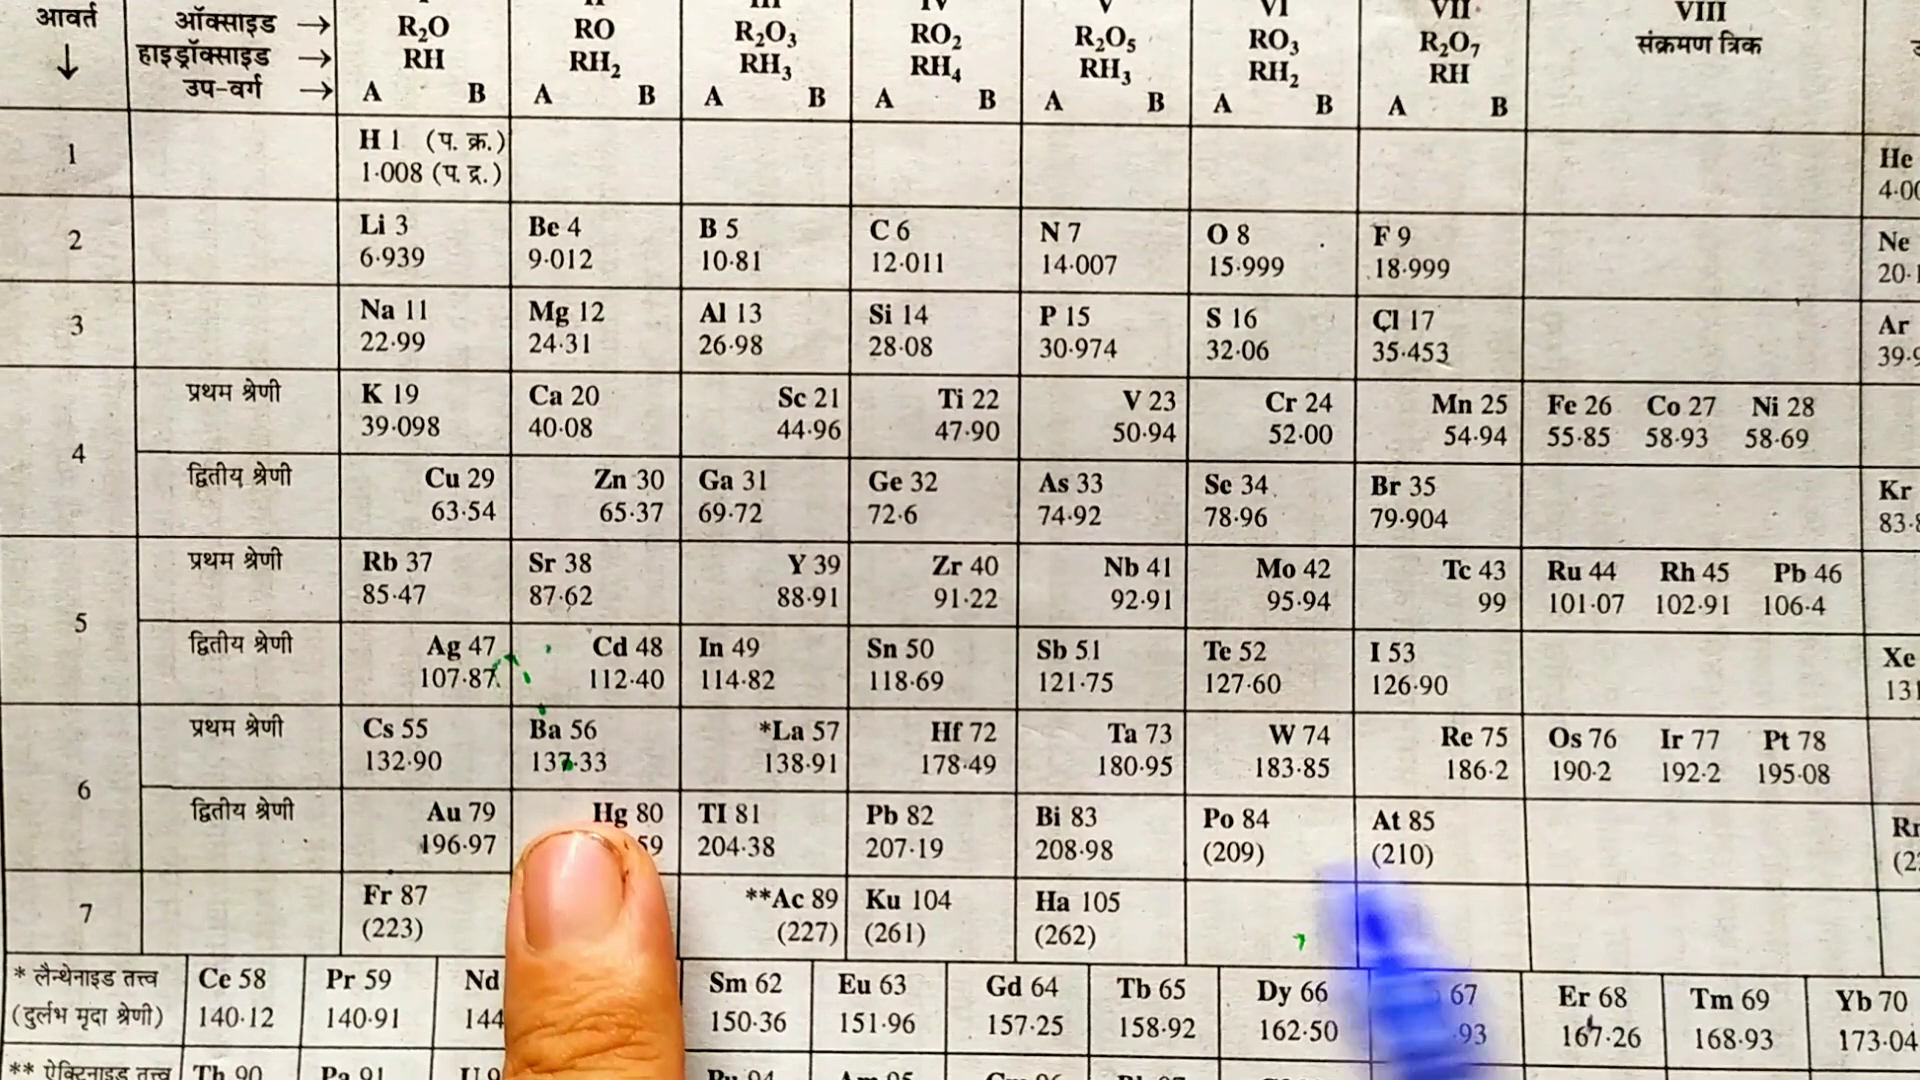 आवर्त ऑक्साइड → R₂O RO R₂O₃ RO₂ R₂O₅ RO₃ R₂O₇ VIII
↓ हाइड्रॉक्साइड → RH RH₂ RH₃ RH₄ RH₃ RH₂ RH संक्रमण त्रिक
उप-वर्ग → A B A B A B A B A B A B A B
1 H 1 (प. क्र.) He
1·008 (प. द्र.)
2 Li 3 Be 4 B 5 C 6 N 7 O 8 F 9 Ne
6·939 9·012 10·81 12·011 14·007 15·999 18·999
3 Na 11 Mg 12 Al 13 Si 14 P 15 S 16 Cl 17 Ar
22·99 24·31 26·98 28·08 30·974 32·06 35·453
4 प्रथम श्रेणी K 19 Ca 20 Sc 21 Ti 22 V 23 Cr 24 Mn 25 Fe 26 Co 27 Ni 28
39·098 40·08 44·96 47·90 50·94 52·00 54·94 55·85 58·93 58·69
द्वितीय श्रेणी Cu 29 Zn 30 Ga 31 Ge 32 As 33 Se 34 Br 35 Kr
63·54 65·37 69·72 72·6 74·92 78·96 79·904
5 प्रथम श्रेणी Rb 37 Sr 38 Y 39 Zr 40 Nb 41 Mo 42 Tc 43 Ru 44 Rh 45 Pb 46
85·47 87·62 88·91 91·22 92·91 95·94 99 101·07 102·91 106·4
द्वितीय श्रेणी Ag 47 Cd 48 In 49 Sn 50 Sb 51 Te 52 I 53 Xe
107·87 112·40 114·82 118·69 121·75 127·60 126·90
6 प्रथम श्रेणी Cs 55 Ba 56 *La 57 Hf 72 Ta 73 W 74 Re 75 Os 76 Ir 77 Pt 78
132·90 137·33 138·91 178·49 180·95 183·85 186·2 190·2 192·2 195·08
द्वितीय श्रेणी Au 79 Hg 80 TI 81 Pb 82 Bi 83 Po 84 At 85
196·97 59 204·38 207·19 208·98 (209) (210)
7 Fr 87 **Ac 89 Ku 104 Ha 105
(223) (227) (261) (262)
* लैन्थेनाइड तत्त्व Ce 58 Pr 59 Nd Sm 62 Eu 63 Gd 64 Tb 65 Dy 66 67 Er 68 Tm 69 Yb 70
(दुर्लभ मृदा श्रेणी) 140·12 140·91 144 150·36 151·96 157·25 158·92 162·50 ·93 167·26 168·93 173·04
** ऐक्टिनाइड तत्त्व Th 90 Pa 91